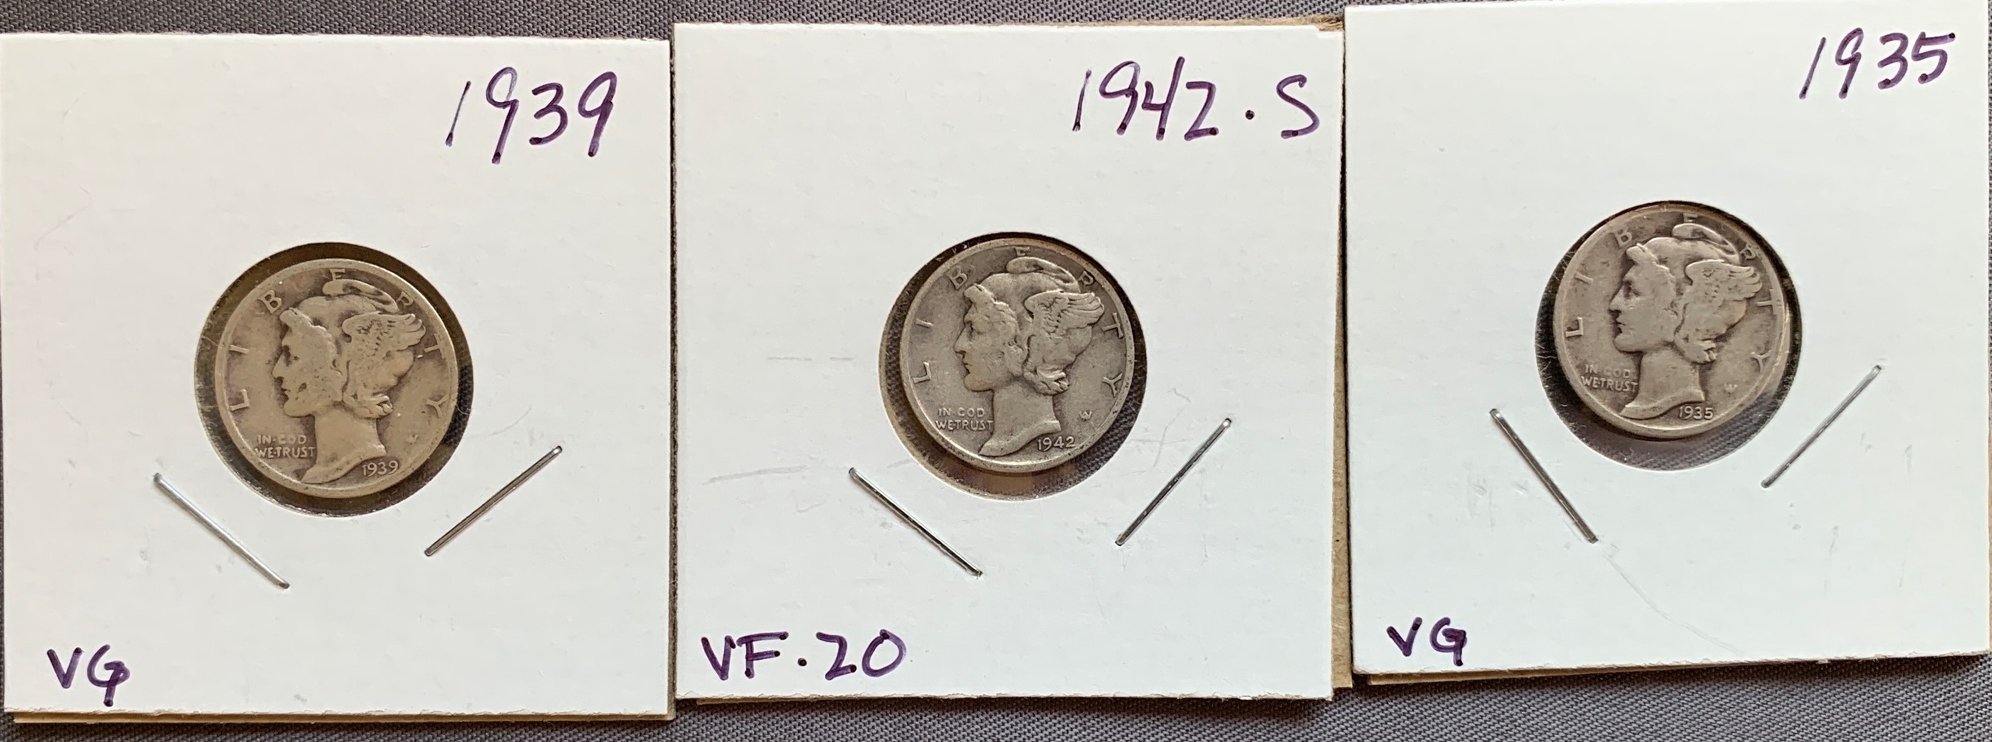 1939
LIBERTY
IN·GOD
WE·TRUST
1939
VG
1942·S
LIBERTY
IN·GOD
WE TRUST
1942
VF·20
1935
LIBERTY
IN·GOD
WE TRUST
1935
VG